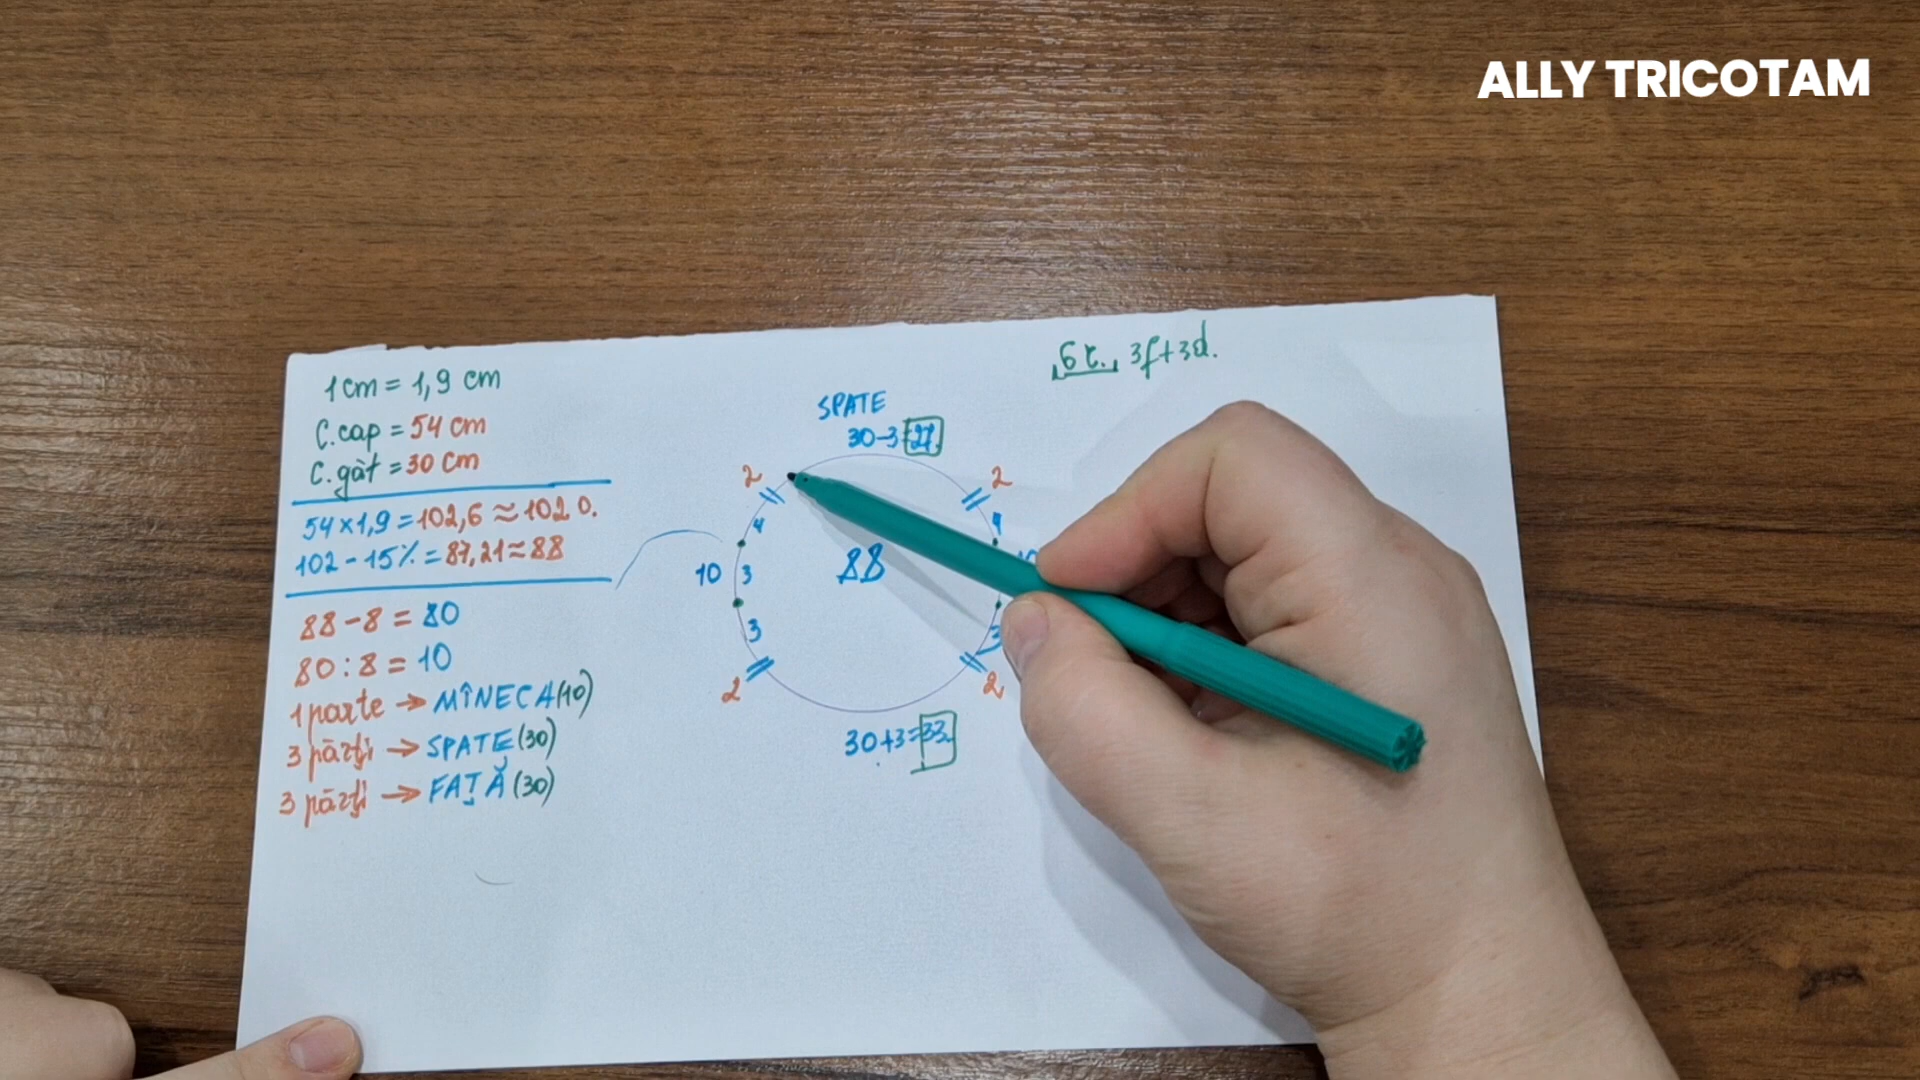 ALLY TRICOTAM
1 cm = 1,9 cm
C.cap = 54 cm
C.gât = 30 cm
54 x 1,9 = 102,6 ≈ 102 O.
102 - 15% = 87,21 ≈ 88
88 - 8 = 80
80 : 8 = 10
1 parte → MÎNECA (10)
3 părți → SPATE (30)
3 părți → FAȚĂ (30)
6 r., 3f+3d.
SPATE
30-3=27
2
2
4
4
88
10
3
3
3
2
2
30+3=33